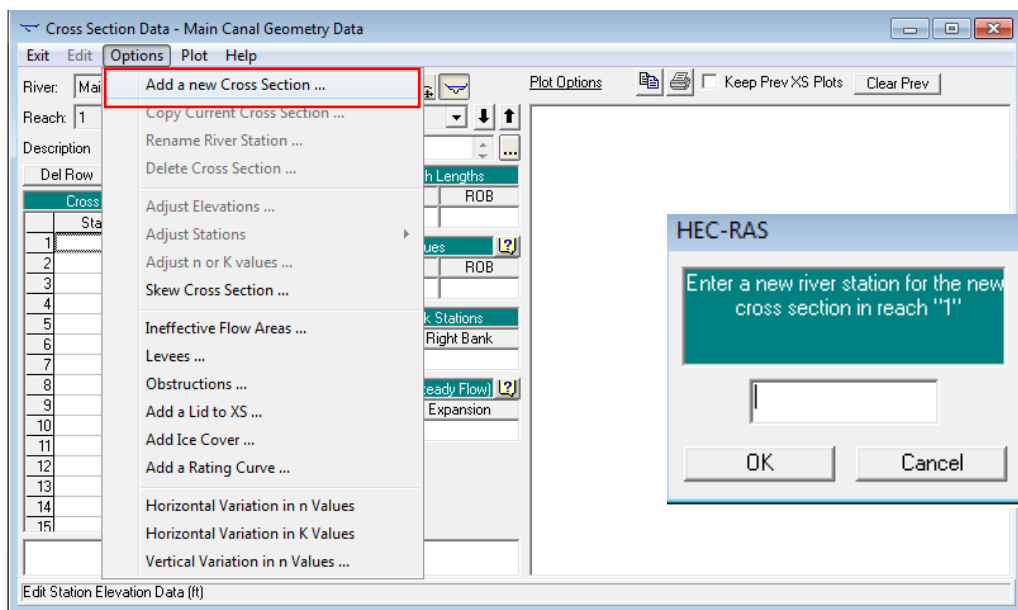 Cross Section Data - Main Canal Geometry Data
Exit Edit Options Plot Help
River: Mai
Plot Options
Keep Prev XS Plots
Clear Prev
Reach: 1
Description
...
Del Row
h Lengths
Cross
ROB
Sta
ues
ROB
k Stations
Right Bank
teady Flow)
Expansion
1
2
3
4
5
6
7
8
9
10
11
12
13
14
15
Add a new Cross Section ...
Copy Current Cross Section ...
Rename River Station ...
Delete Cross Section ...
Adjust Elevations ...
Adjust Stations
Adjust n or K values ...
Skew Cross Section ...
Ineffective Flow Areas ...
Levees ...
Obstructions ...
Add a Lid to XS ...
Add Ice Cover ...
Add a Rating Curve ...
Horizontal Variation in n Values
Horizontal Variation in K Values
Vertical Variation in n Values ...
HEC-RAS
Enter a new river station for the new
cross section in reach "1"
OK
Cancel
Edit Station Elevation Data (ft)